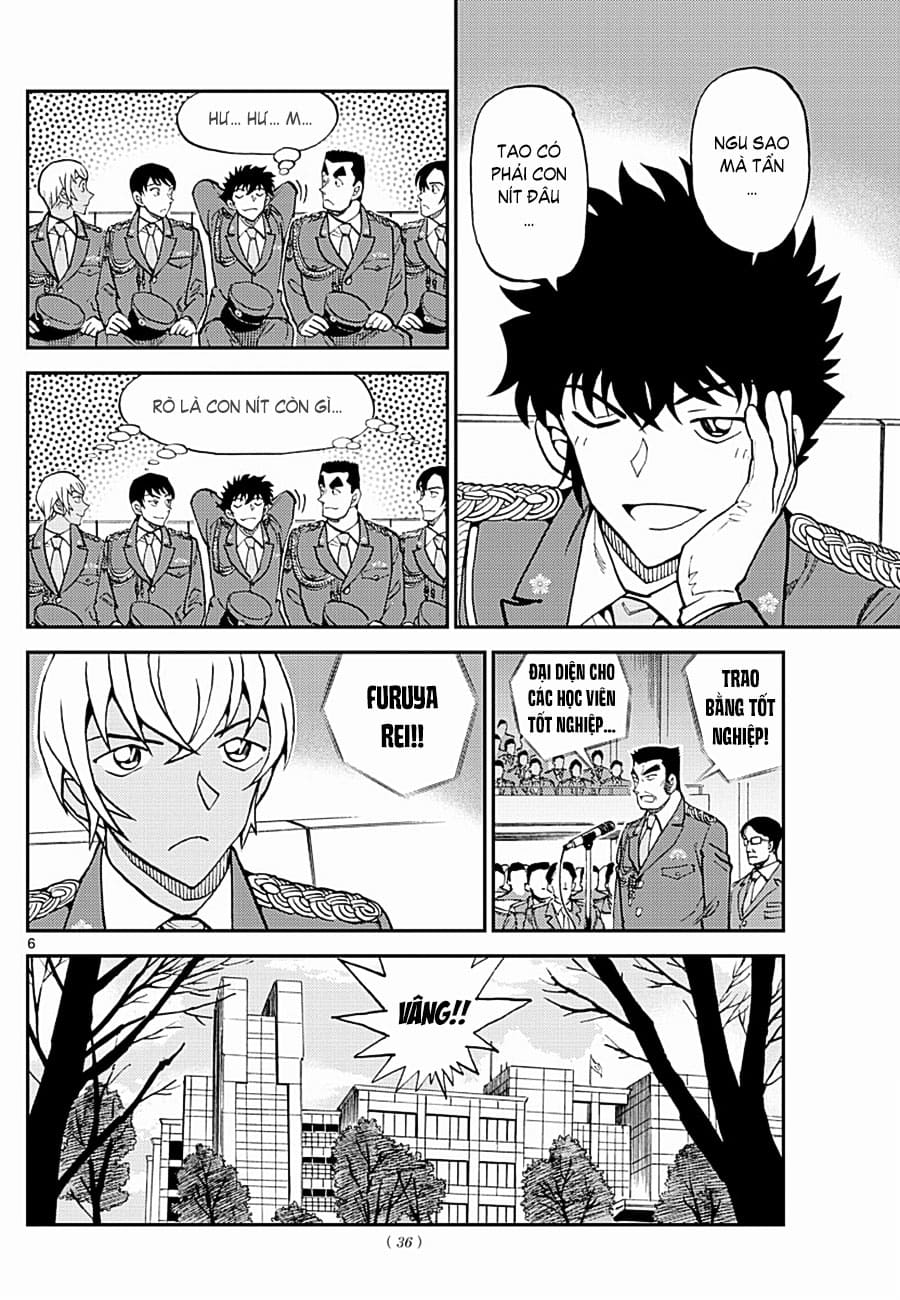 NGU SAO
MÀ TẨN
...
TAO CÓ
PHẢI CON
NÍT ĐÂU
...
HƯ... HƯ... M...
RÕ LÀ CON NÍT CÒN GÌ...
TRAO
BẰNG TỐT
NGHIỆP!
ĐẠI DIỆN CHO
CÁC HỌC VIÊN
TỐT NGHIỆP...
FURUYA
REI!!
6
VÂNG!!
( 36 )